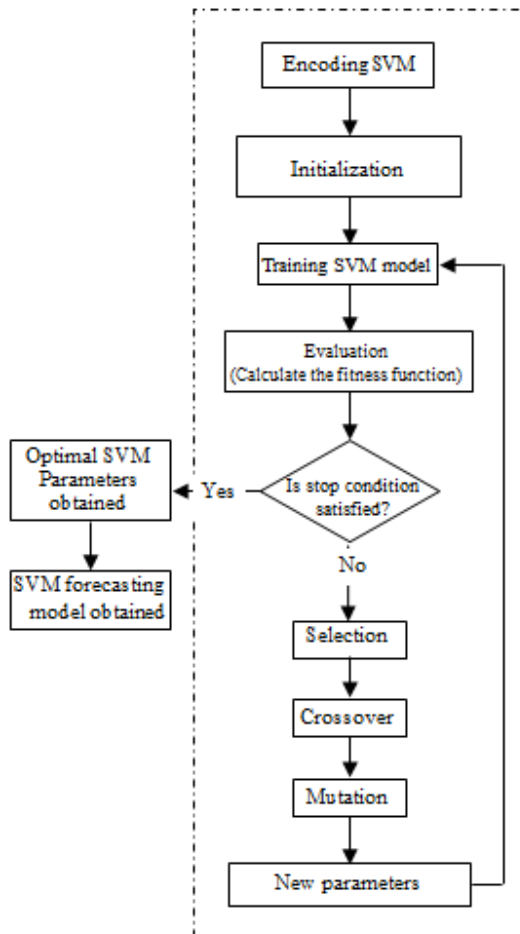 Encoding SVM
Initialization
Training SVM model
Evaluation
(Calculate the fitness function)
Is stop condition
satisfied?
Yes
Optimal SVM
Parameters
obtained
SVM forecasting
model obtained
No
Selection
Crossover
Mutation
New parameters